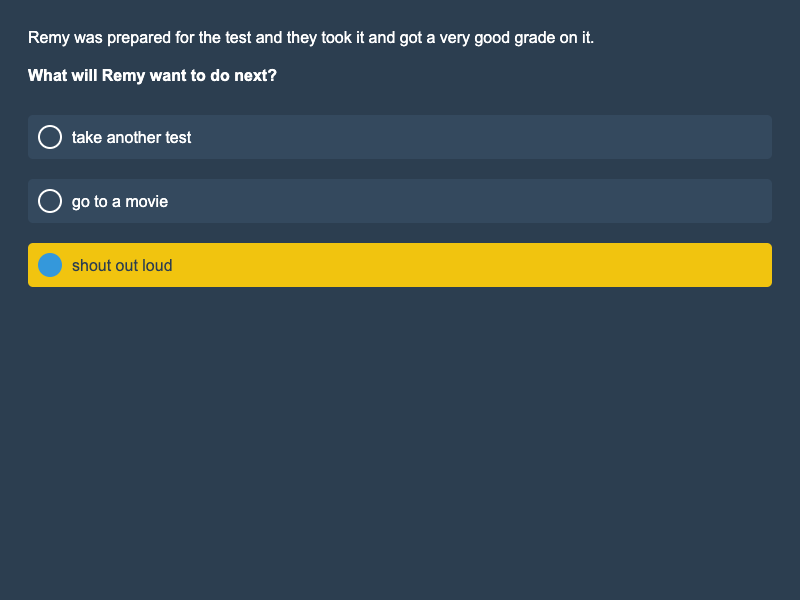 Remy was prepared for the test and they took it and got a very good grade on it.
What will Remy want to do next?
take another test
go to a movie
shout out loud